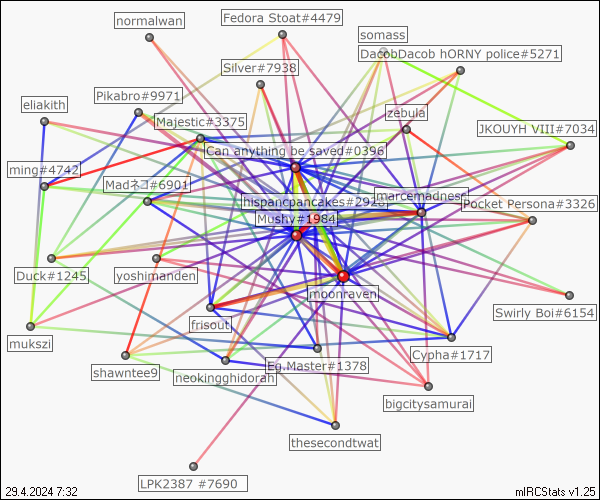 Fedora Stoat#4479
normalwan
somass
DacobDacob hORNY police#5271
Silver#7938
Pikabro#9971
eliakith
zebula
Majestic#3375
JKOUYH VIII#7034
Can anything be saved#0396
ming#4742
Madネコ#6901
marcemadness
hispancpancakes#2926
Pocket Persona#3326
Mushy#1984
Duck#1245
yoshimanden
moonraven
Swirly Boi#6154
frisout
mukszi
Cypha#1717
Eg.Master#1378
shawntee9
neokingghidorah
bigcitysamurai
thesecondtwat
LPK2387 #7690
29.4.2024 7:32
mIRCStats v1.25